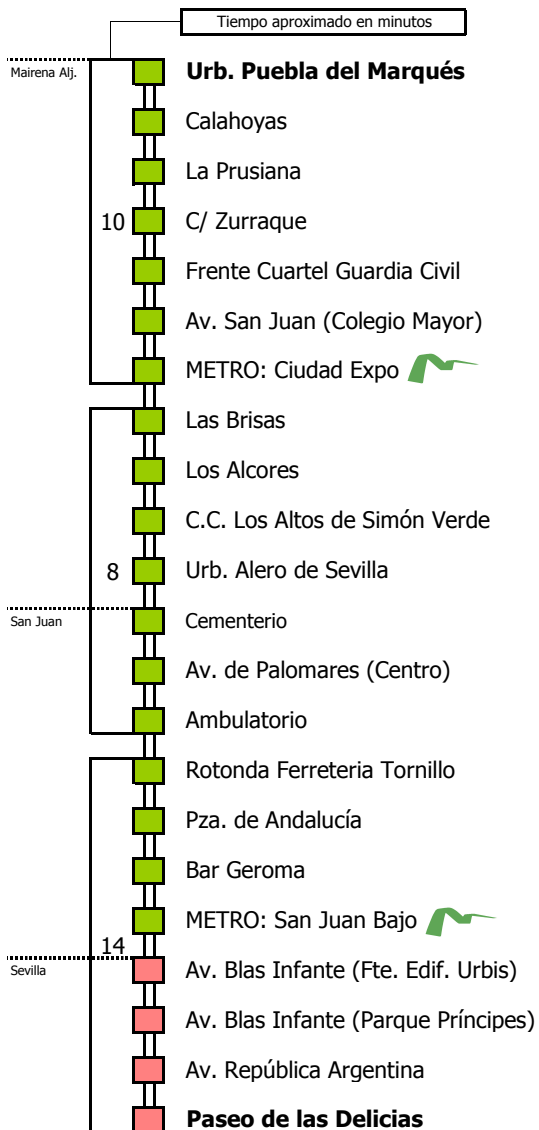 Tiempo aproximado en minutos
Mairena Alj.
Urb. Puebla del Marqués
Calahoyas
La Prusiana
10
C/ Zurraque
Frente Cuartel Guardia Civil
Av. San Juan (Colegio Mayor)
METRO: Ciudad Expo
Las Brisas
Los Alcores
C.C. Los Altos de Simón Verde
8
Urb. Alero de Sevilla
San Juan
Cementerio
Av. de Palomares (Centro)
Ambulatorio
Rotonda Ferreteria Tornillo
Pza. de Andalucía
Bar Geroma
METRO: San Juan Bajo
14
Sevilla
Av. Blas Infante (Fte. Edif. Urbis)
Av. Blas Infante (Parque Príncipes)
Av. República Argentina
Paseo de las Delicias